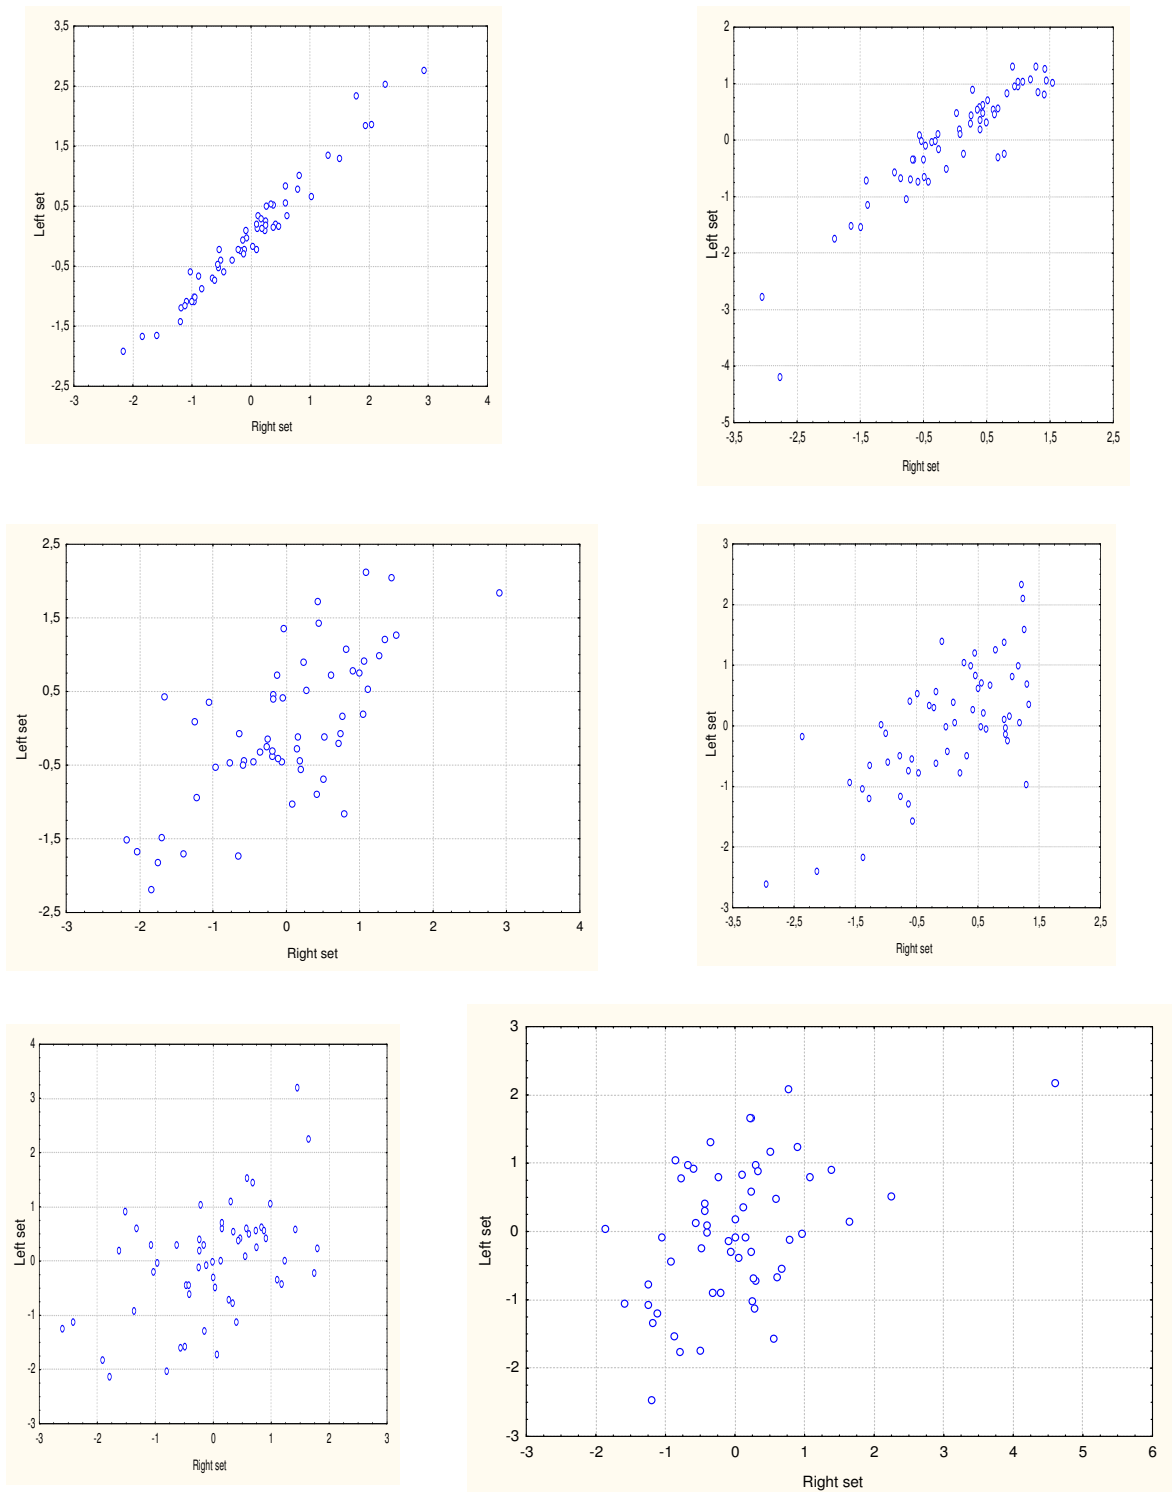 3,5
2,5
1,5
0,5
-0,5
-1,5
-2,5
Left set
-3 -2 -1 0 1 2 3 4
Right set
2
1
0
-1
-2
-3
-4
-5
Left set
-3,5 -2,5 -1,5 -0,5 0,5 1,5 2,5
Right set
2,5
1,5
0,5
-0,5
-1,5
-2,5
Left set
-3 -2 -1 0 1 2 3 4
Right set
3
2
1
0
-1
-2
-3
Left set
-3,5 -2,5 -1,5 -0,5 0,5 1,5 2,5
Right set
4
3
2
1
0
-1
-2
-3
Left set
-3 -2 -1 0 1 2 3
Right set
3
2
1
0
-1
-2
-3
Left set
-3 -2 -1 0 1 2 3 4 5 6
Right set